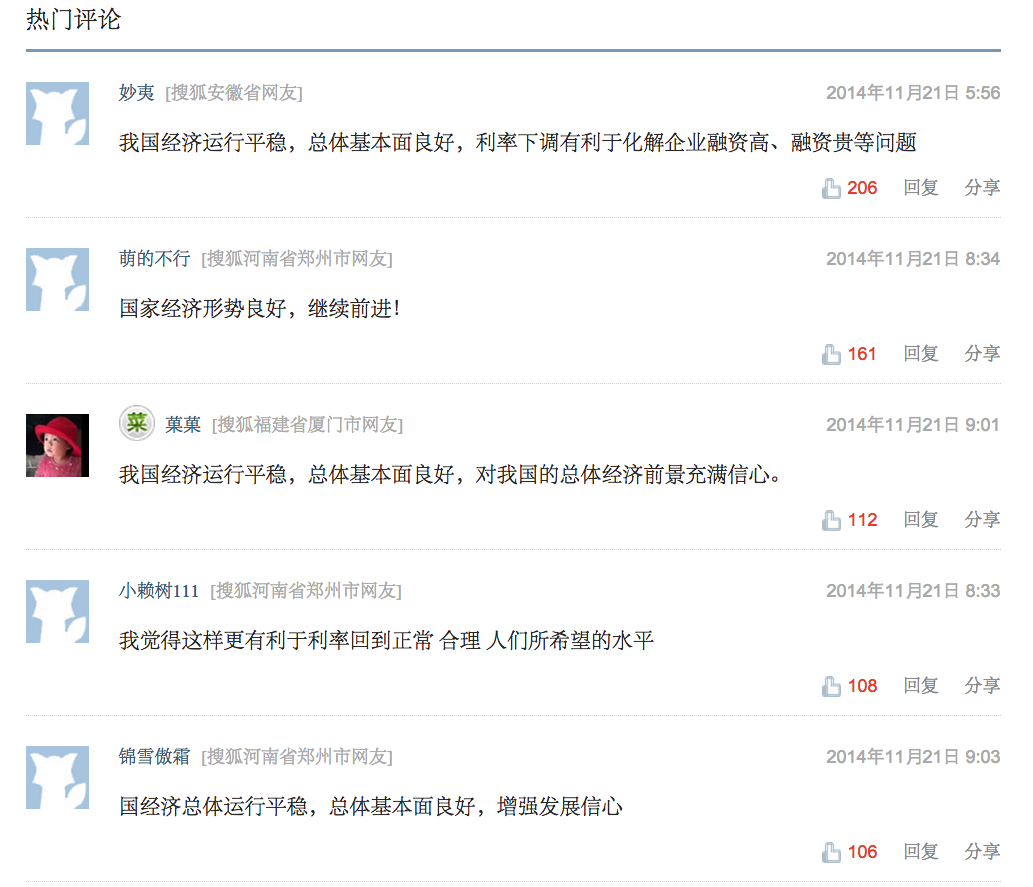 热门评论
妙夷 [搜狐安徽省网友] 2014年11月21日 5:56
我国经济运行平稳，总体基本面良好，利率下调有利于化解企业融资高、融资贵等问题
206 回复 分享
萌的不行 [搜狐河南省郑州市网友] 2014年11月21日 8:34
国家经济形势良好，继续前进！
161 回复 分享
菜 菓菓 [搜狐福建省厦门市网友] 2014年11月21日 9:01
我国经济运行平稳，总体基本面良好，对我国的总体经济前景充满信心。
112 回复 分享
小赖树111 [搜狐河南省郑州市网友] 2014年11月21日 8:33
我觉得这样更有利于利率回到正常 合理 人们所希望的水平
108 回复 分享
锦雪傲霜 [搜狐河南省郑州市网友] 2014年11月21日 9:03
国经济总体运行平稳，总体基本面良好，增强发展信心
106 回复 分享